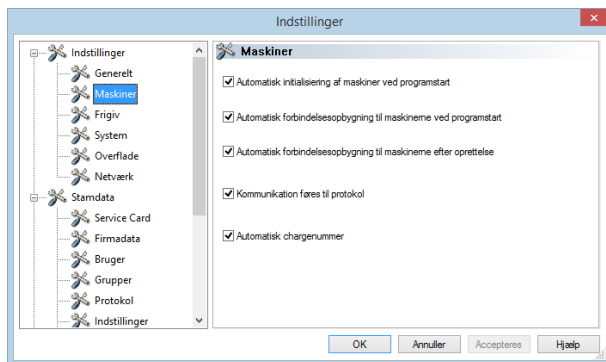 Indstillinger
Indstillinger
Generelt
Maskiner
Frigiv
System
Overflade
Netværk
Stamdata
Service Card
Firmadata
Bruger
Grupper
Protokol
Indstillinger
Maskiner
Automatisk initialisiering af maskiner ved programstart
Automatisk forbindelsesopbygning til maskinerne ved programstart
Automatisk forbindelsesopbygning til maskinerne efter oprettelse
Kommunikation føres til protokol
Automatisk chargenummer
OK Annuller Accepteres Hjælp